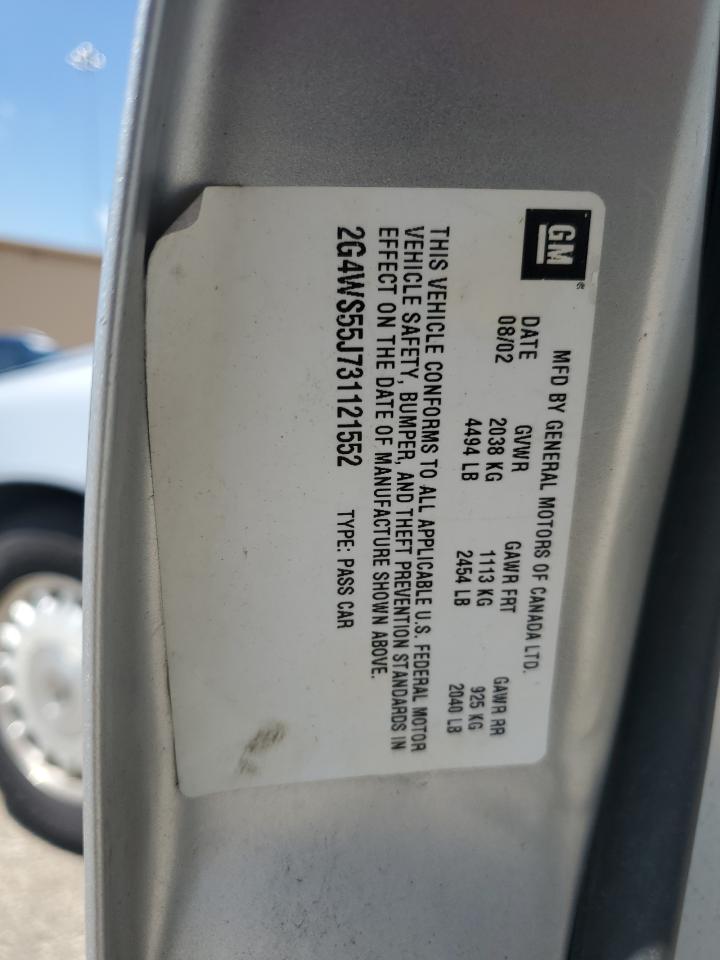 GM®
MFD BY GENERAL MOTORS OF CANADA LTD.
DATE GVWR GAWR FRT GAWR RR
08/02 2038 KG 1113 KG 925 KG
4494 LB 2454 LB 2040 LB
THIS VEHICLE CONFORMS TO ALL APPLICABLE U.S. FEDERAL MOTOR
VEHICLE SAFETY, BUMPER, AND THEFT PREVENTION STANDARDS IN
EFFECT ON THE DATE OF MANUFACTURE SHOWN ABOVE.
2G4WS55J731121552 TYPE: PASS CAR